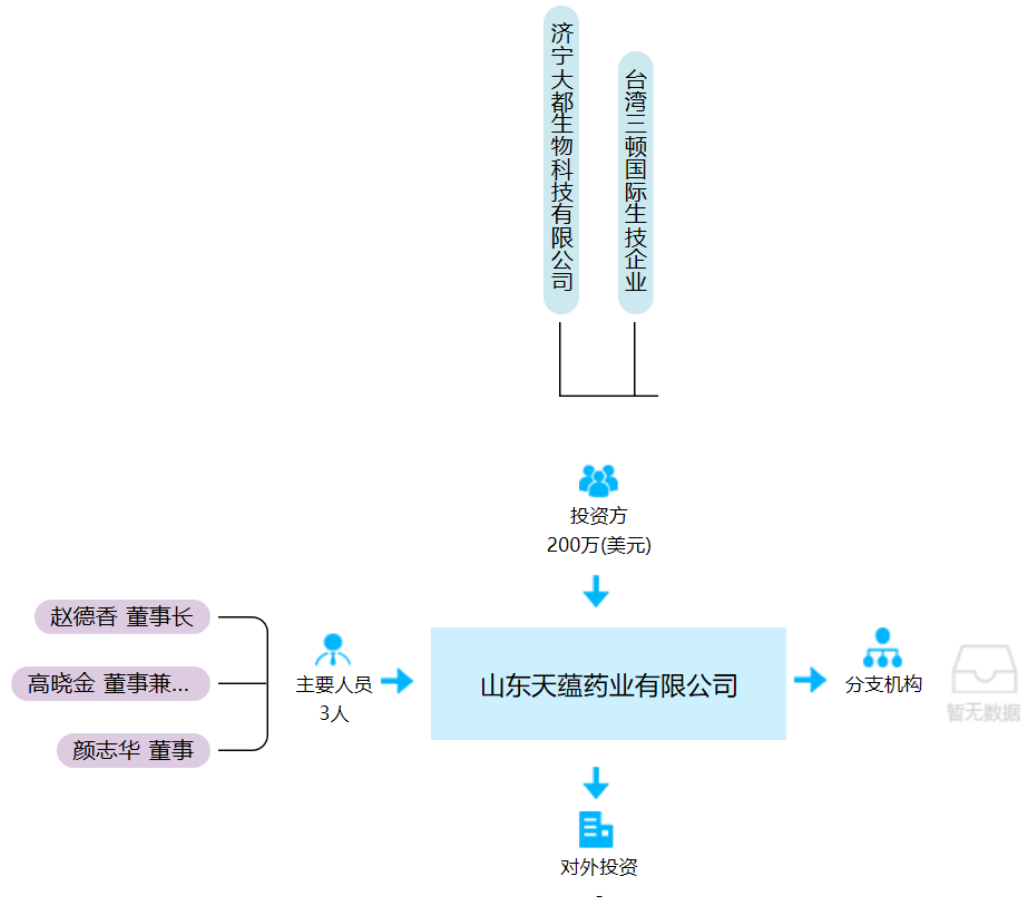 济宁大都生物科技有限公司
台湾三顿国际生技企业
投资方
200万(美元)
赵德香 董事长
高晓金 董事兼...
颜志华 董事
主要人员
3人
山东天蕴药业有限公司
分支机构
暂无数据
对外投资
-